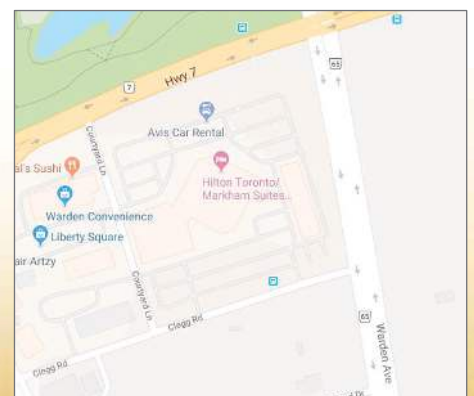 65
7
Hwy 7
Courtyard Ln
Avis Car Rental
al's Sushi
Hilton Toronto/
Markham Suites..
Warden Convenience
Liberty Square
air Artzy
Courtyard Ln
Clegg Rd
65
Warden Ave
Clegg Rd